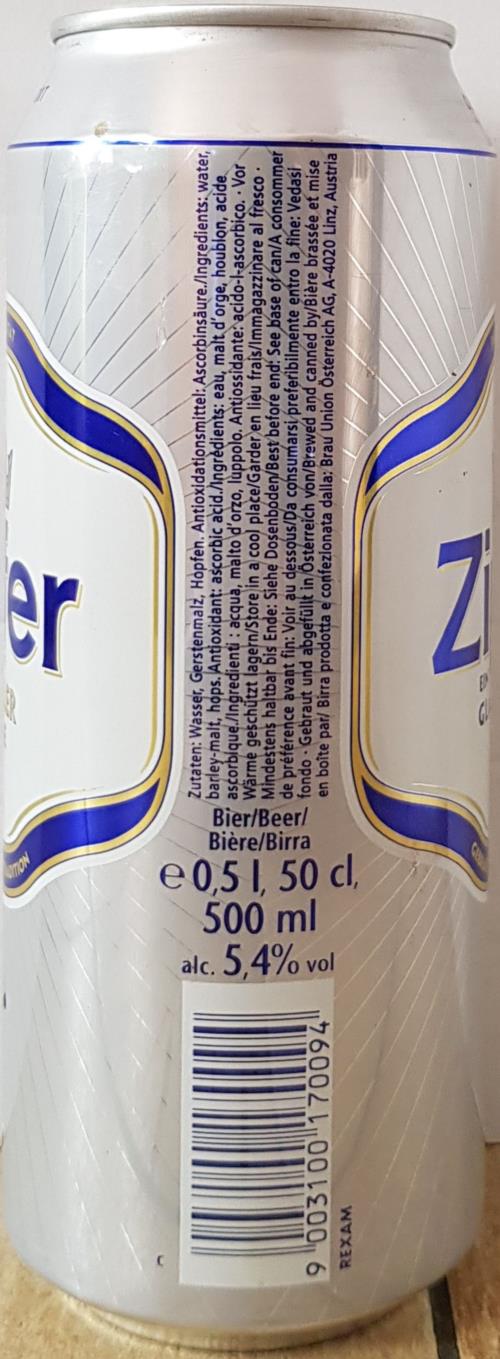 er
Zi
Zutaten: Wasser, Gerstenmalz, Hopfen. Antioxidationsmittel: Ascorbinsäure./Ingredients: water,
barley-malt, hops. Antioxidant: ascorbic acid./Ingrédients: eau, malt d'orge, houblon, acide
ascorbique./Ingredienti : acqua, malto d'orzo, luppolo. Antiossidante: acido-l-ascorbico. · Vor
Wärme geschützt lagern/Store in a cool place/Garder en lieu frais/Immagazzinare al fresco ·
Mindestens haltbar bis Ende: Siehe Dosenboden/Best before end: See base of can/A consommer
de préférence avant fin: Voir au dessous/Da consumarsi preferibilmente entro la fine: Vedasi
fondo · Gebraut und abgefüllt in Österreich von/Brewed and canned by/Bière brassée et mise
en boîte par/ Birra prodotta e confezionata dalla: Brau Union Österreich AG, A-4020 Linz, Austria
Bier/Beer/
Bière/Birra
e 0,5 l, 50 cl,
500 ml
alc. 5,4% vol
9 003100 170094
REXAM
c